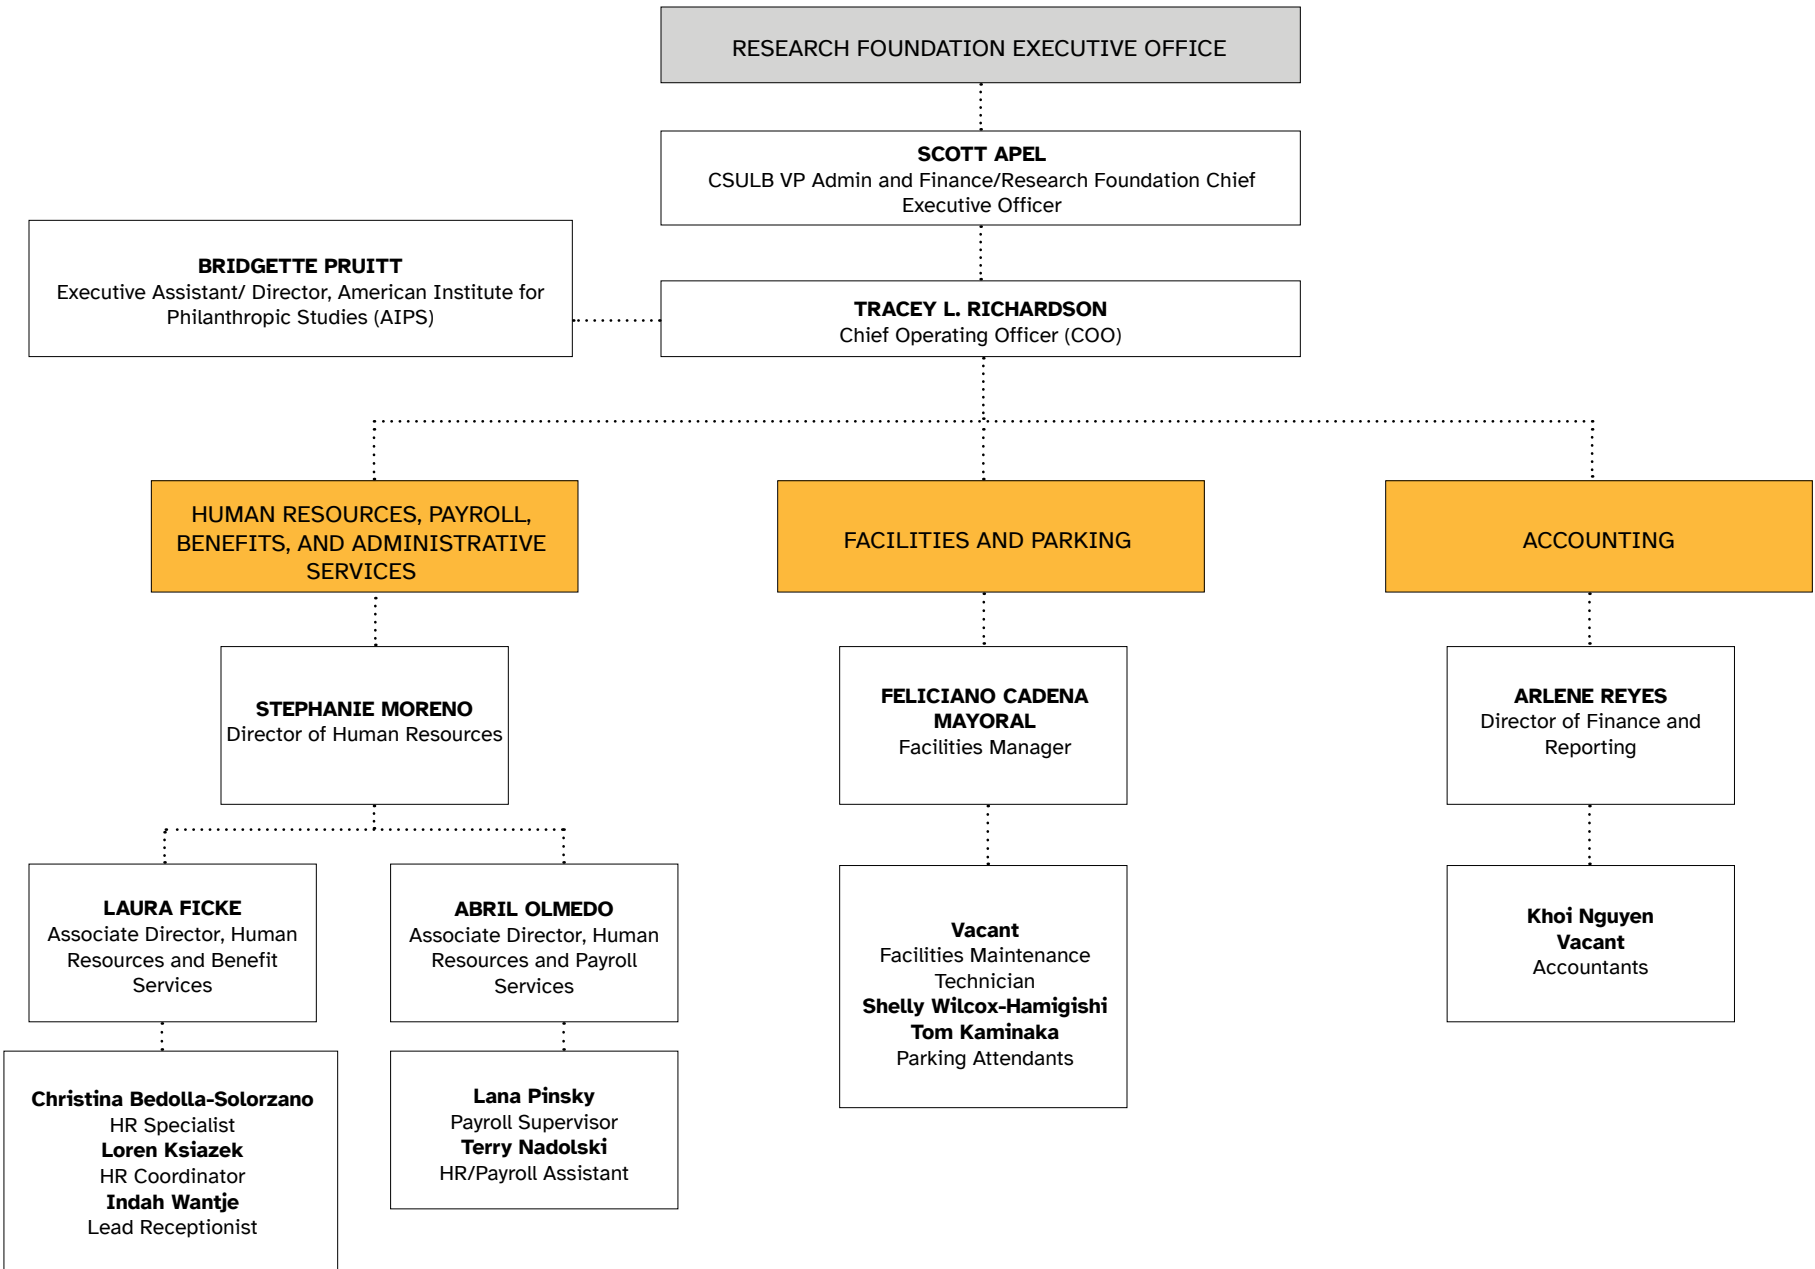 RESEARCH FOUNDATION EXECUTIVE OFFICE
SCOTT APEL
CSULB VP Admin and Finance/Research Foundation Chief
Executive Officer
BRIDGETTE PRUITT
Executive Assistant/ Director, American Institute for
Philanthropic Studies (AIPS)
TRACEY L. RICHARDSON
Chief Operating Officer (COO)
HUMAN RESOURCES, PAYROLL,
BENEFITS, AND ADMINISTRATIVE
SERVICES
FACILITIES AND PARKING
ACCOUNTING
STEPHANIE MORENO
Director of Human Resources
FELICIANO CADENA
MAYORAL
Facilities Manager
ARLENE REYES
Director of Finance and
Reporting
LAURA FICKE
Associate Director, Human
Resources and Benefit
Services
ABRIL OLMEDO
Associate Director, Human
Resources and Payroll
Services
Vacant
Facilities Maintenance
Technician
Shelly Wilcox-Hamigishi
Tom Kaminaka
Parking Attendants
Khoi Nguyen
Vacant
Accountants
Christina Bedolla-Solorzano
HR Specialist
Loren Ksiazek
HR Coordinator
Indah Wantje
Lead Receptionist
Lana Pinsky
Payroll Supervisor
Terry Nadolski
HR/Payroll Assistant